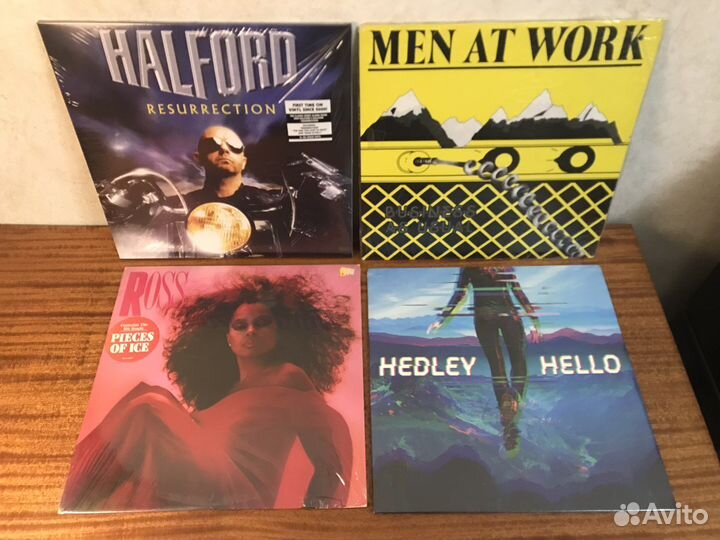 HALFORD
RESURRECTION
FIRST TIME ON
VINYL SINCE 2000!
MEN AT WORK
BUSINESS
AS USUAL
ROSS
PIECES
OF ICE
HEDLEY HELLO
Avito